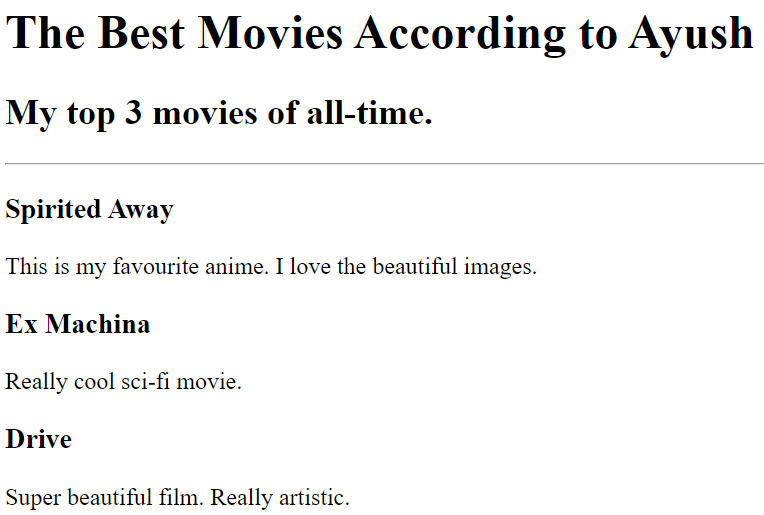 The Best Movies According to Ayush
My top 3 movies of all-time.
Spirited Away
This is my favourite anime. I love the beautiful images.
Ex Machina
Really cool sci-fi movie.
Drive
Super beautiful film. Really artistic.